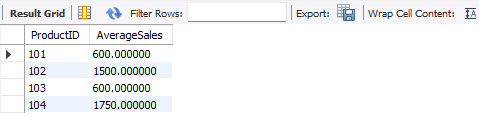 Result Grid Filter Rows: Export: Wrap Cell Content: IA
ProductID AverageSales
101 600.000000
102 1500.000000
103 600.000000
104 1750.000000